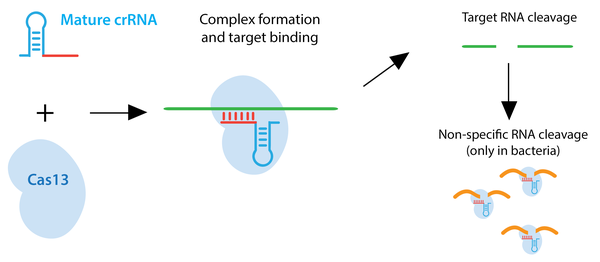 Mature crRNA
+
Cas13
Complex formation
and target binding
Target RNA cleavage
Non-specific RNA cleavage
(only in bacteria)